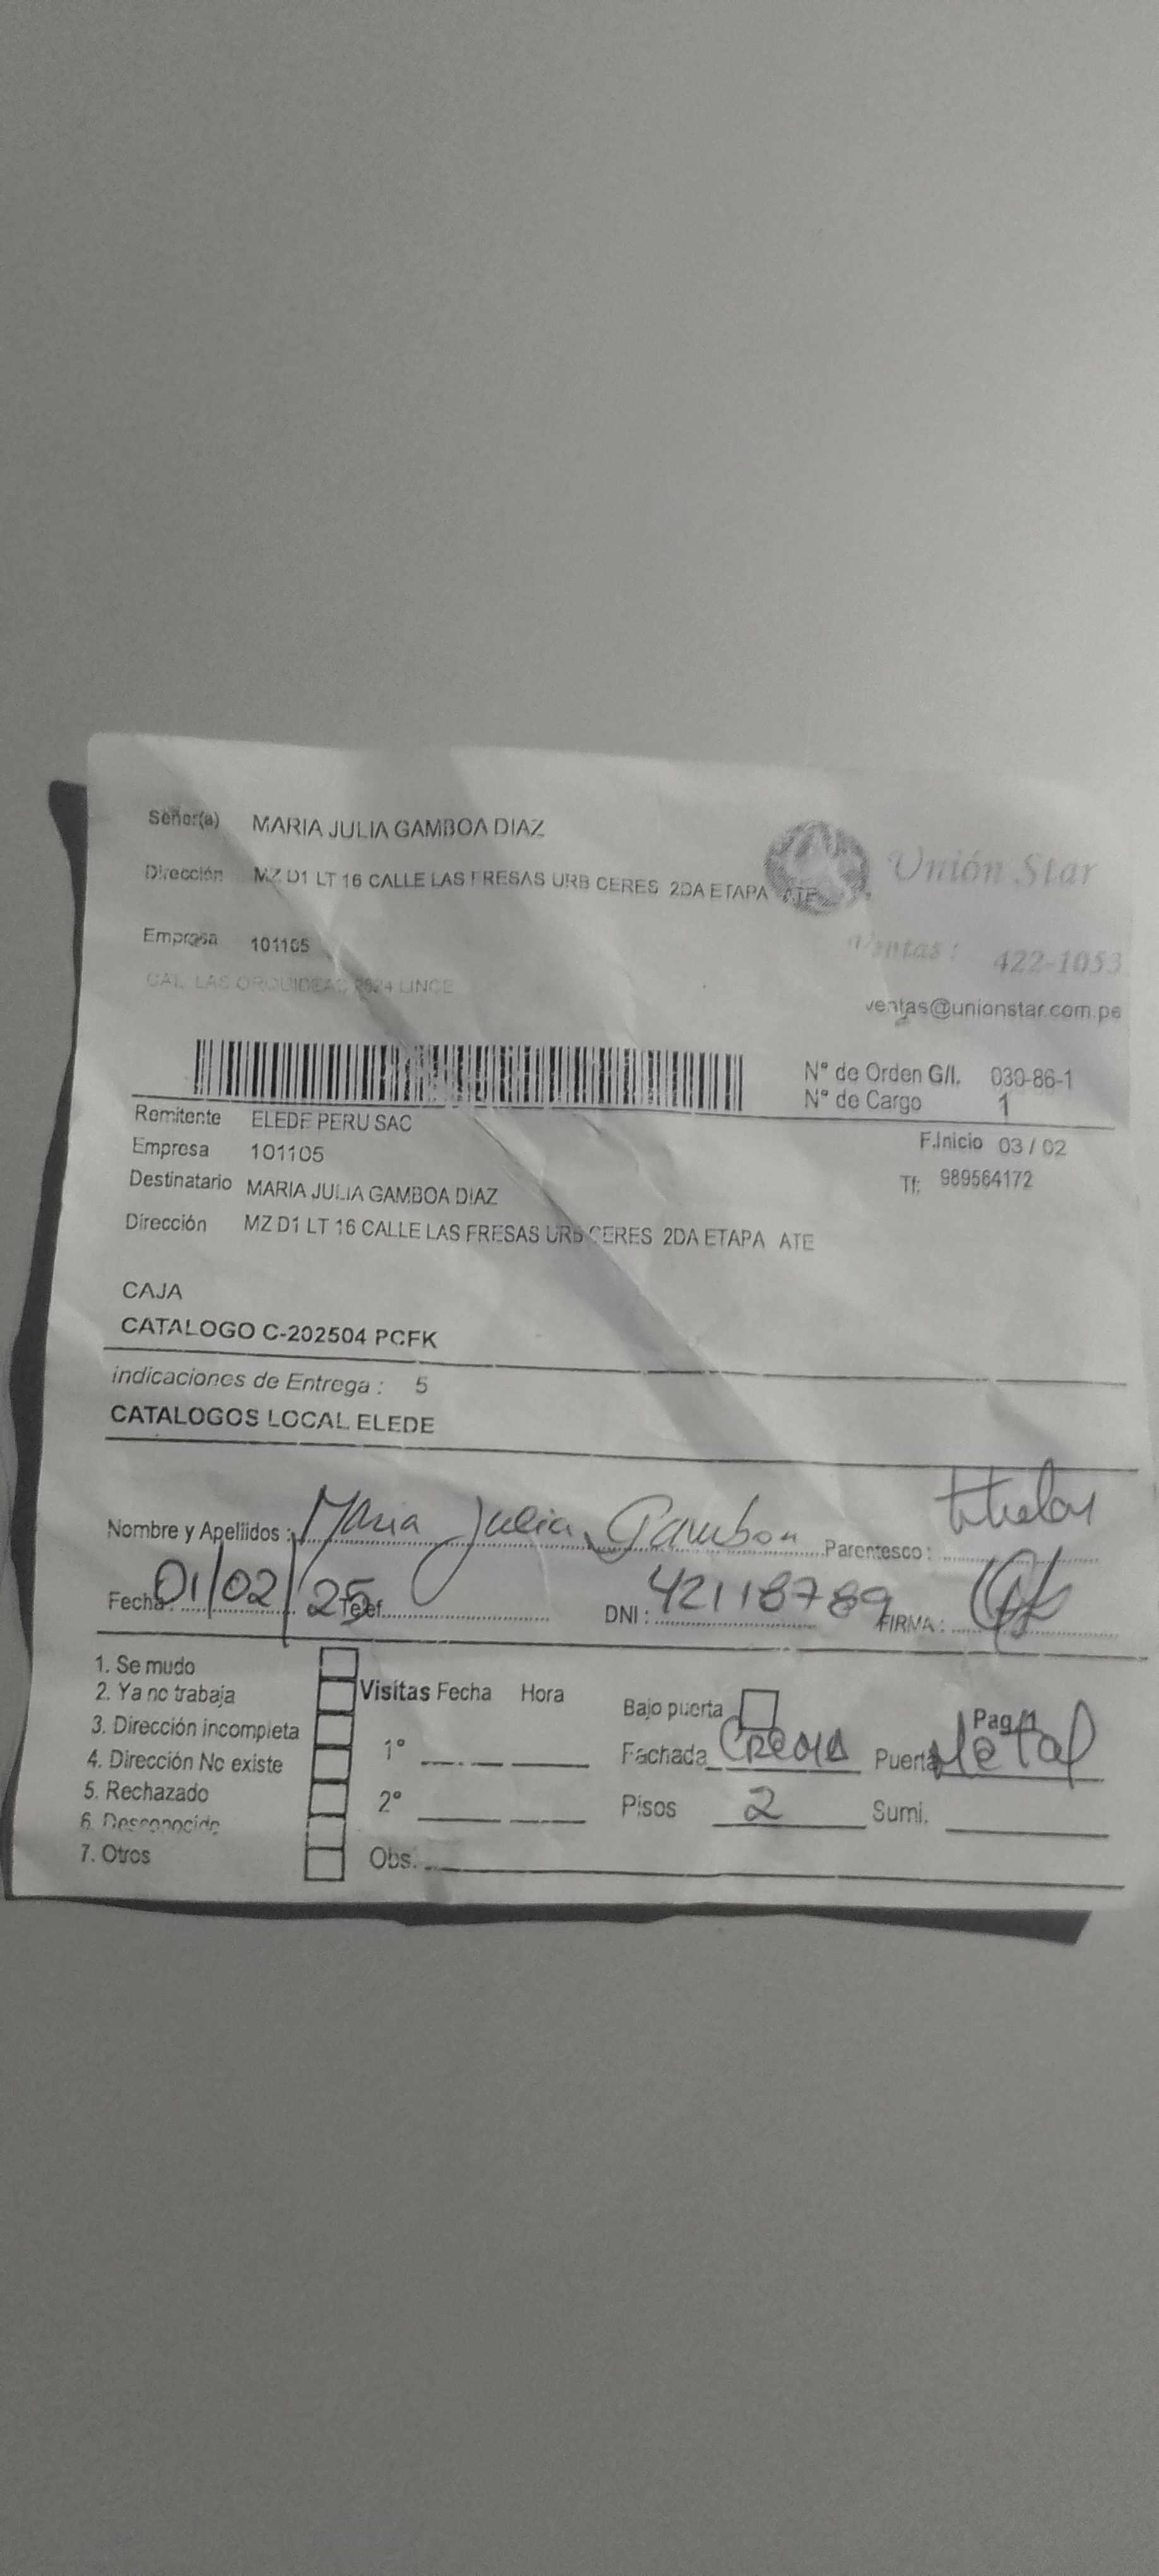 Señor(a) MARIA JULIA GAMBOA DIAZ
Dirección MZ D1 LT 16 CALLE LAS FRESAS URB CERES 2DA ETAPA ATE
Unión Star
Empresa 101105
Ventas : 422-1053
CAL LAS ORQUIDEAS 2624 LINCE
ventas@unionstar.com.pe
N° de Orden G/I. 030-86-1
N° de Cargo 1
Remitente ELEDE PERU SAC
F.Inicio 03 / 02
Empresa 101105
Tf: 989564172
Destinatario MARIA JULIA GAMBOA DIAZ
Dirección MZ D1 LT 16 CALLE LAS FRESAS URB CERES 2DA ETAPA ATE
CAJA
CATALOGO C-202504 PCFK
indicaciones de Entrega : 5
CATALOGOS LOCAL ELEDE
Nombre y Apellidos : Maria Julia Gamboa Parentesco : titular
Fecha : 01/02/25 Telef. DNI : 42118789 FIRMA :
1. Se mudo
2. Ya no trabaja
3. Dirección incompleta
4. Dirección No existe
5. Rechazado
6. Desconocido
7. Otros
Visitas Fecha Hora
1°
2°
Obs.
Bajo puerta
Pag /1
Fachada Crema Puerta Metal
Pisos 2 Sumi.